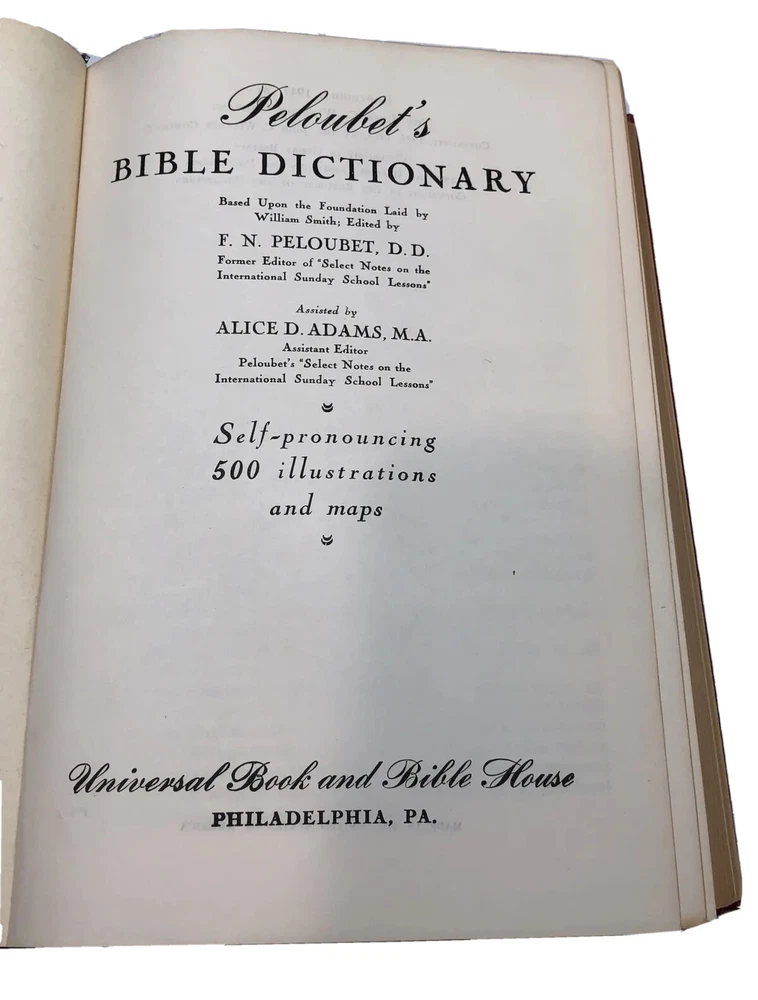 Peloubet's
BIBLE DICTIONARY
Based Upon the Foundation Laid by
William Smith; Edited by
F. N. PELOUBET, D. D.
Former Editor of "Select Notes on the
International Sunday School Lessons"
Assisted by
ALICE D. ADAMS, M.A.
Assistant Editor
Peloubet's "Select Notes on the
International Sunday School Lessons"
Self-pronouncing
500 illustrations
and maps
Universal Book and Bible House
PHILADELPHIA, PA.